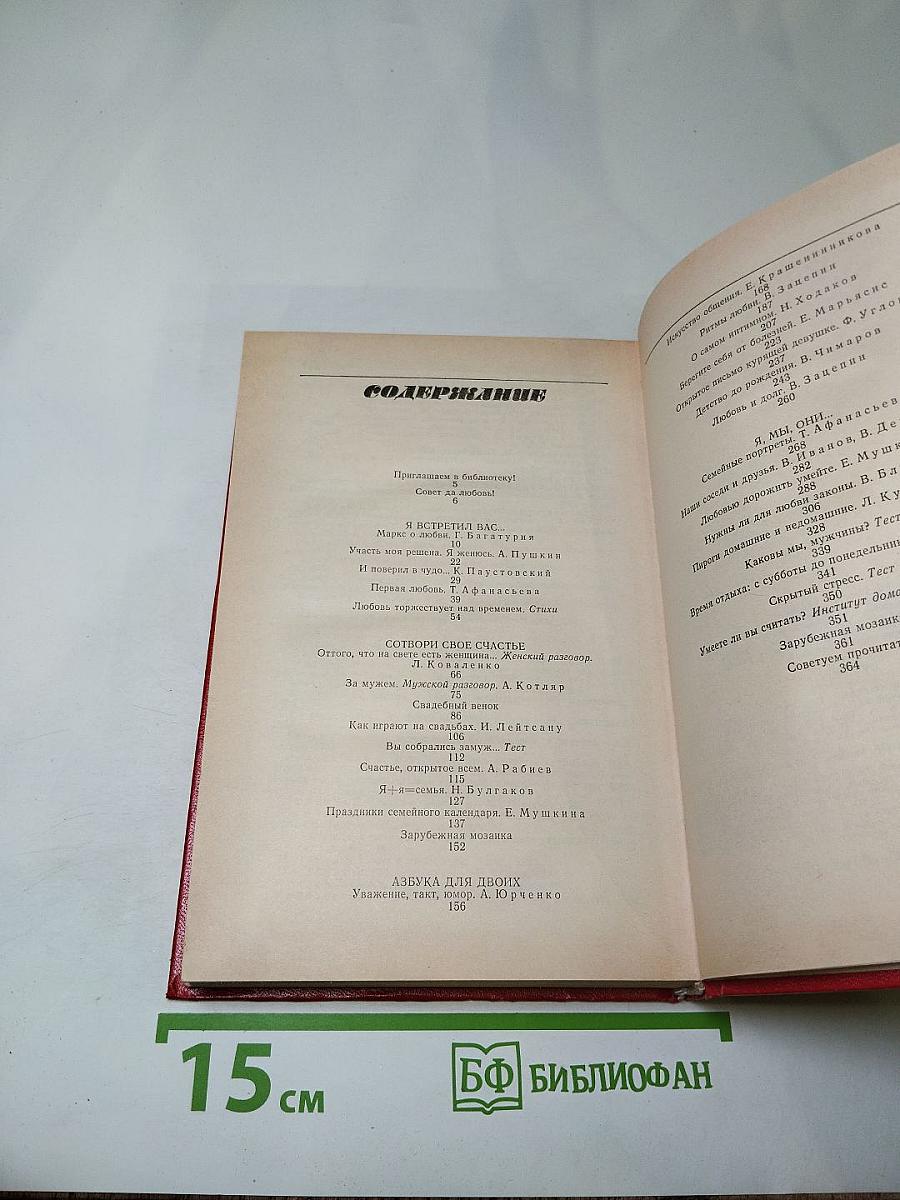 СОДЕРЖАНИЕ
Приглашаем в библиотеку!
5
Совет да любовь!
6
Я ВСТРЕТИЛ ВАС...
Маркс о любви. Г. Багатурия
10
Участь моя решена. Я женюсь. А. Пушкин
22
И поверил в чудо... К. Паустовский
29
Первая любовь. Т. Афанасьева
39
Любовь торжествует над временем. Стихи
54
СОТВОРИ СВОЕ СЧАСТЬЕ
Оттого, что на свете есть женщина... Женский разговор.
Л. Коваленко
66
За мужем. Мужской разговор. А. Котляр
75
Свадебный венок
86
Как играют на свадьбах. И. Лейтсану
106
Вы собрались замуж... Тест
112
Счастье, открытое всем. А. Рабиев
115
Я+я=семья. Н. Булгаков
127
Праздники семейного календаря. Е. Мушкина
137
Зарубежная мозаика
152
АЗБУКА ДЛЯ ДВОИХ
Уважение, такт, юмор. А. Юрченко
156
Искусство общения. Е. Крашенинникова
168
Ритмы любви. В. Зацепин
187
О самом интимном. Н. Ходаков
207
Берегите себя от болезней. Е. Марьясис
223
Открытое письмо курящей девушке. Ф. Углов
237
Детство до рождения. В. Чимаров
243
Любовь и долг. В. Зацепин
260
Я, МЫ, ОНИ...
Семейные портреты. Т. Афанасьева
268
Наши соседи и друзья. В. Иванов, В. Де
282
Любовью дорожить умейте. Е. Мушк
288
Нужны ли для любви законы. В. Бл
306
Пироги домашние и ведомашние. Л. Ку
328
Каковы мы, мужчины? Тест
339
Время отдыха: с субботы до понедельни
341
Скрытый стресс. Тест
350
Умеете ли вы считать? Институт дома
351
Зарубежная мозаика
361
Советуем прочитат
364
15 см
БФ БИБЛИОФАН